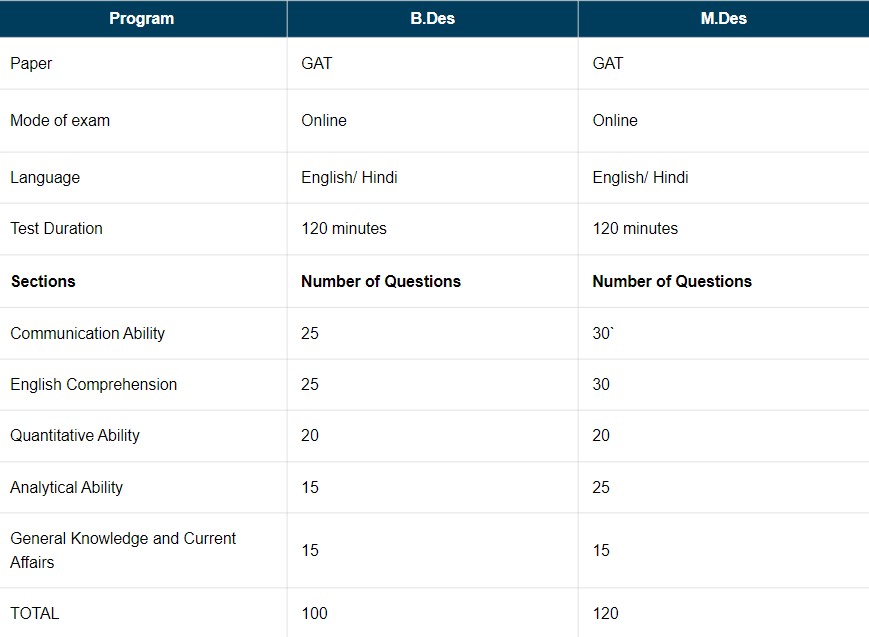 Program B.Des M.Des
Paper GAT GAT
Mode of exam Online Online
Language English/ Hindi English/ Hindi
Test Duration 120 minutes 120 minutes
Sections Number of Questions Number of Questions
Communication Ability 25 30`
English Comprehension 25 30
Quantitative Ability 20 20
Analytical Ability 15 25
General Knowledge and Current
Affairs 15 15
TOTAL 100 120